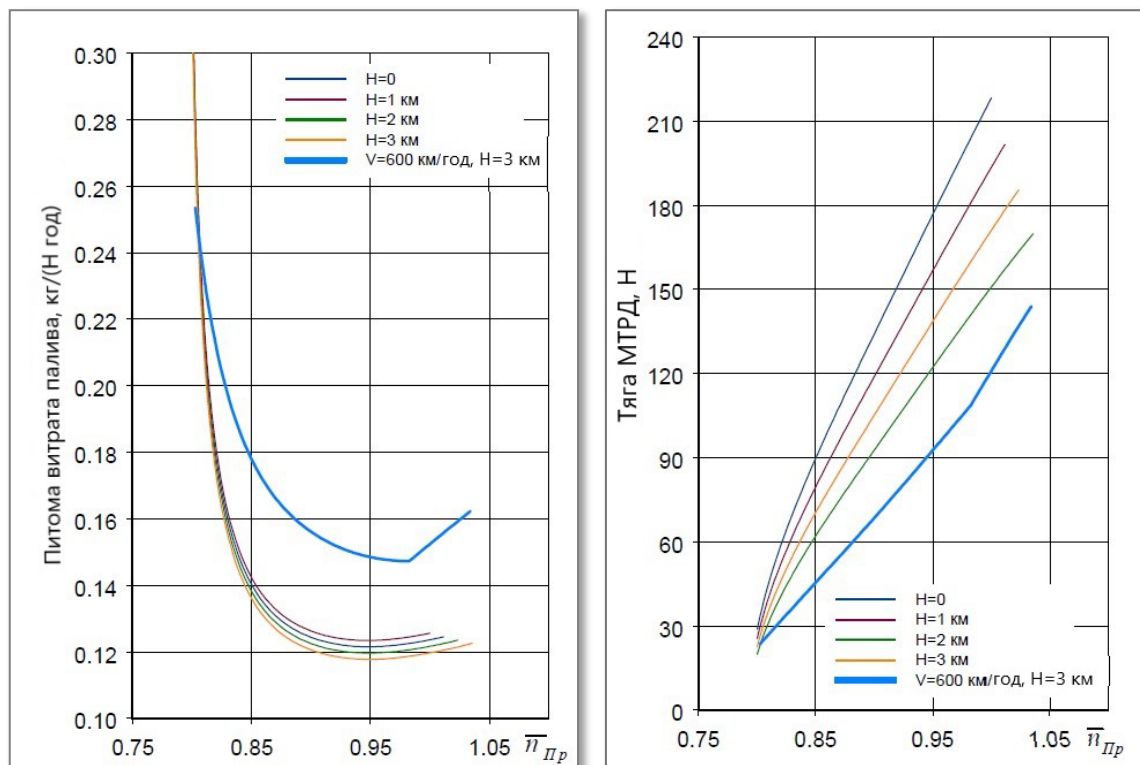 Питома витрата палива, кг/(Н год)
0.30
0.28
0.26
0.24
0.22
0.20
0.18
0.16
0.14
0.12
0.10
H=0
H=1 км
H=2 км
H=3 км
V=600 км/год, H=3 км
0.75
0.85
0.95
1.05
n̅ Пр
Тяга МТРД, Н
240
210
180
150
120
90
60
30
0
H=0
H=1 км
H=2 км
H=3 км
V=600 км/год, H=3 км
0.75
0.85
0.95
1.05
n̅ Пр